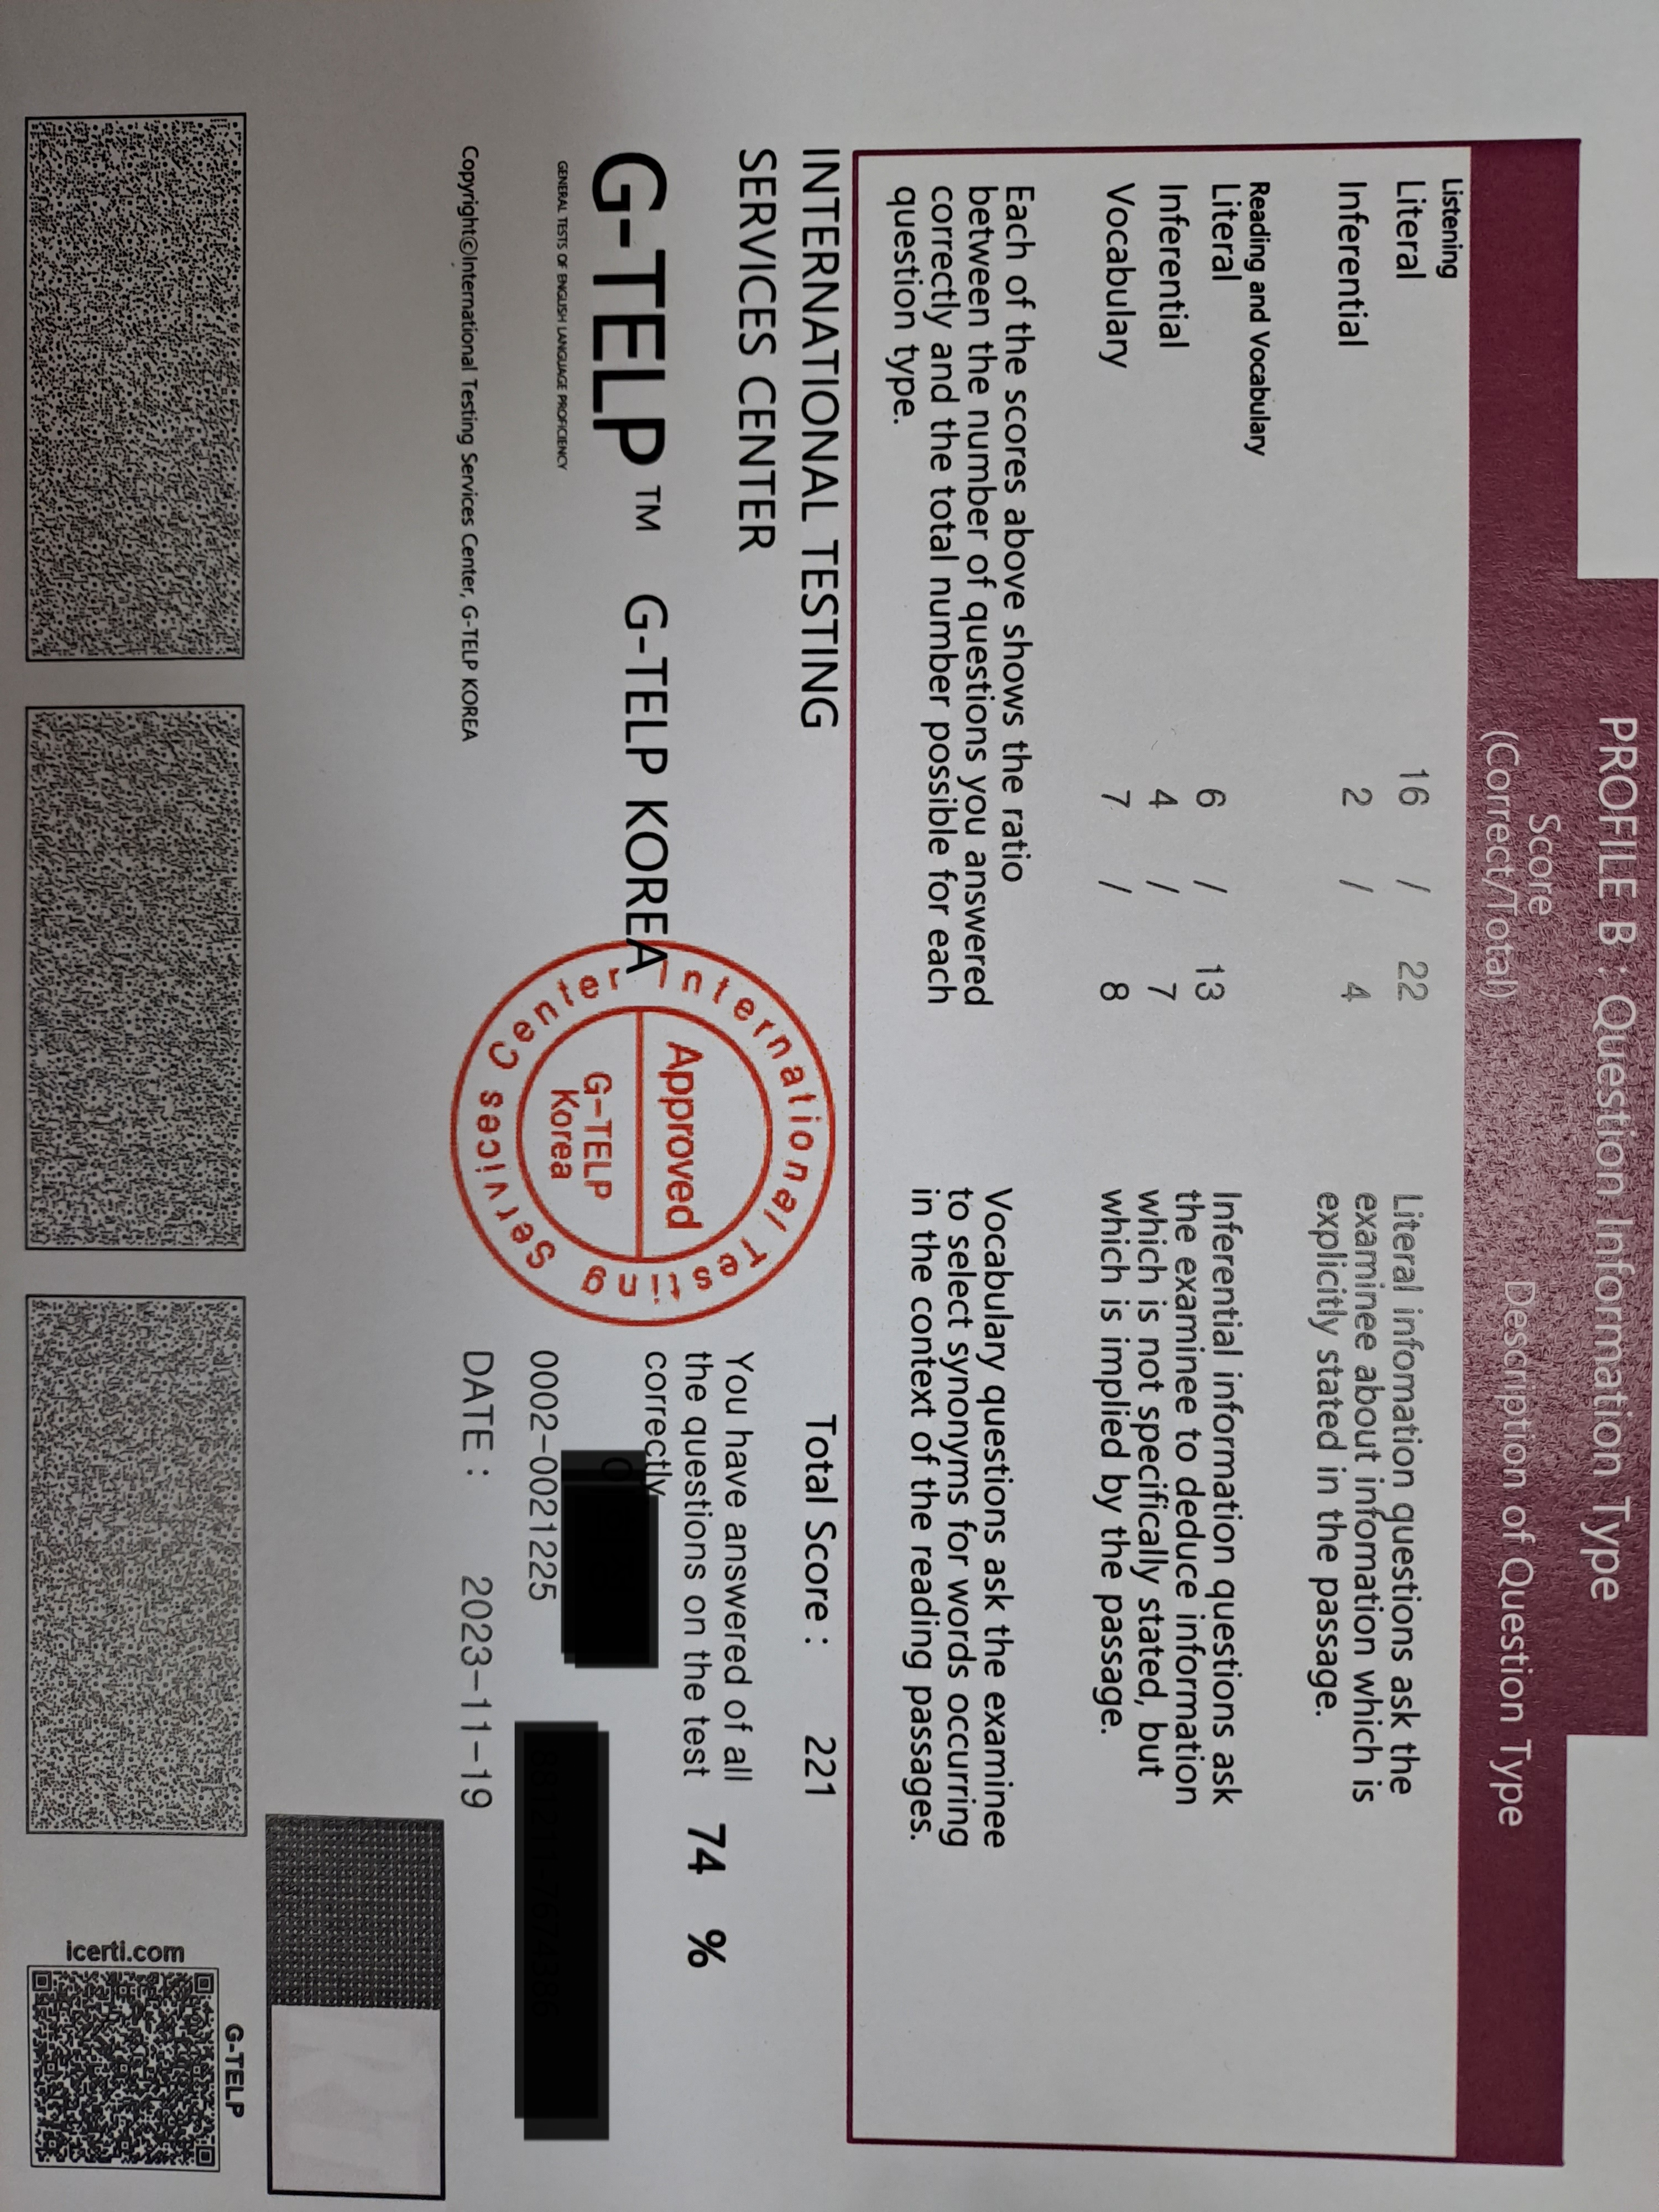 PROFILE B : Question Information Type
Score
(Correct/Total)
Description of Question Type
Listening
Literal 16 / 22
Inferential 2 / 4
Literal infomation questions ask the
examinee about infomation which is
explicitly stated in the passage.
Reading and Vocabulary
Literal 6 / 13
Inferential 4 / 7
Vocabulary 7 / 8
Inferential information questions ask
the examinee to deduce information
which is not specifically stated, but
which is implied by the passage.
Each of the scores above shows the ratio
between the number of questions you answered
correctly and the total number possible for each
question type.
Vocabulary questions ask the examinee
to select synonyms for words occurring
in the context of the reading passages.
INTERNATIONAL TESTING
SERVICES CENTER
G-TELP™ G-TELP KOREA
GENERAL TESTS OF ENGLISH LANGUAGE PROFICIENCY
Copyright©International Testing Services Center, G-TELP KOREA
International Testing Services Center
Approved
G-TELP
Korea
Total Score : 221
You have answered of all
the questions on the test 74 %
correctly
0002-0021225
DATE : 2023-11-19
icerti.com
G-TELP